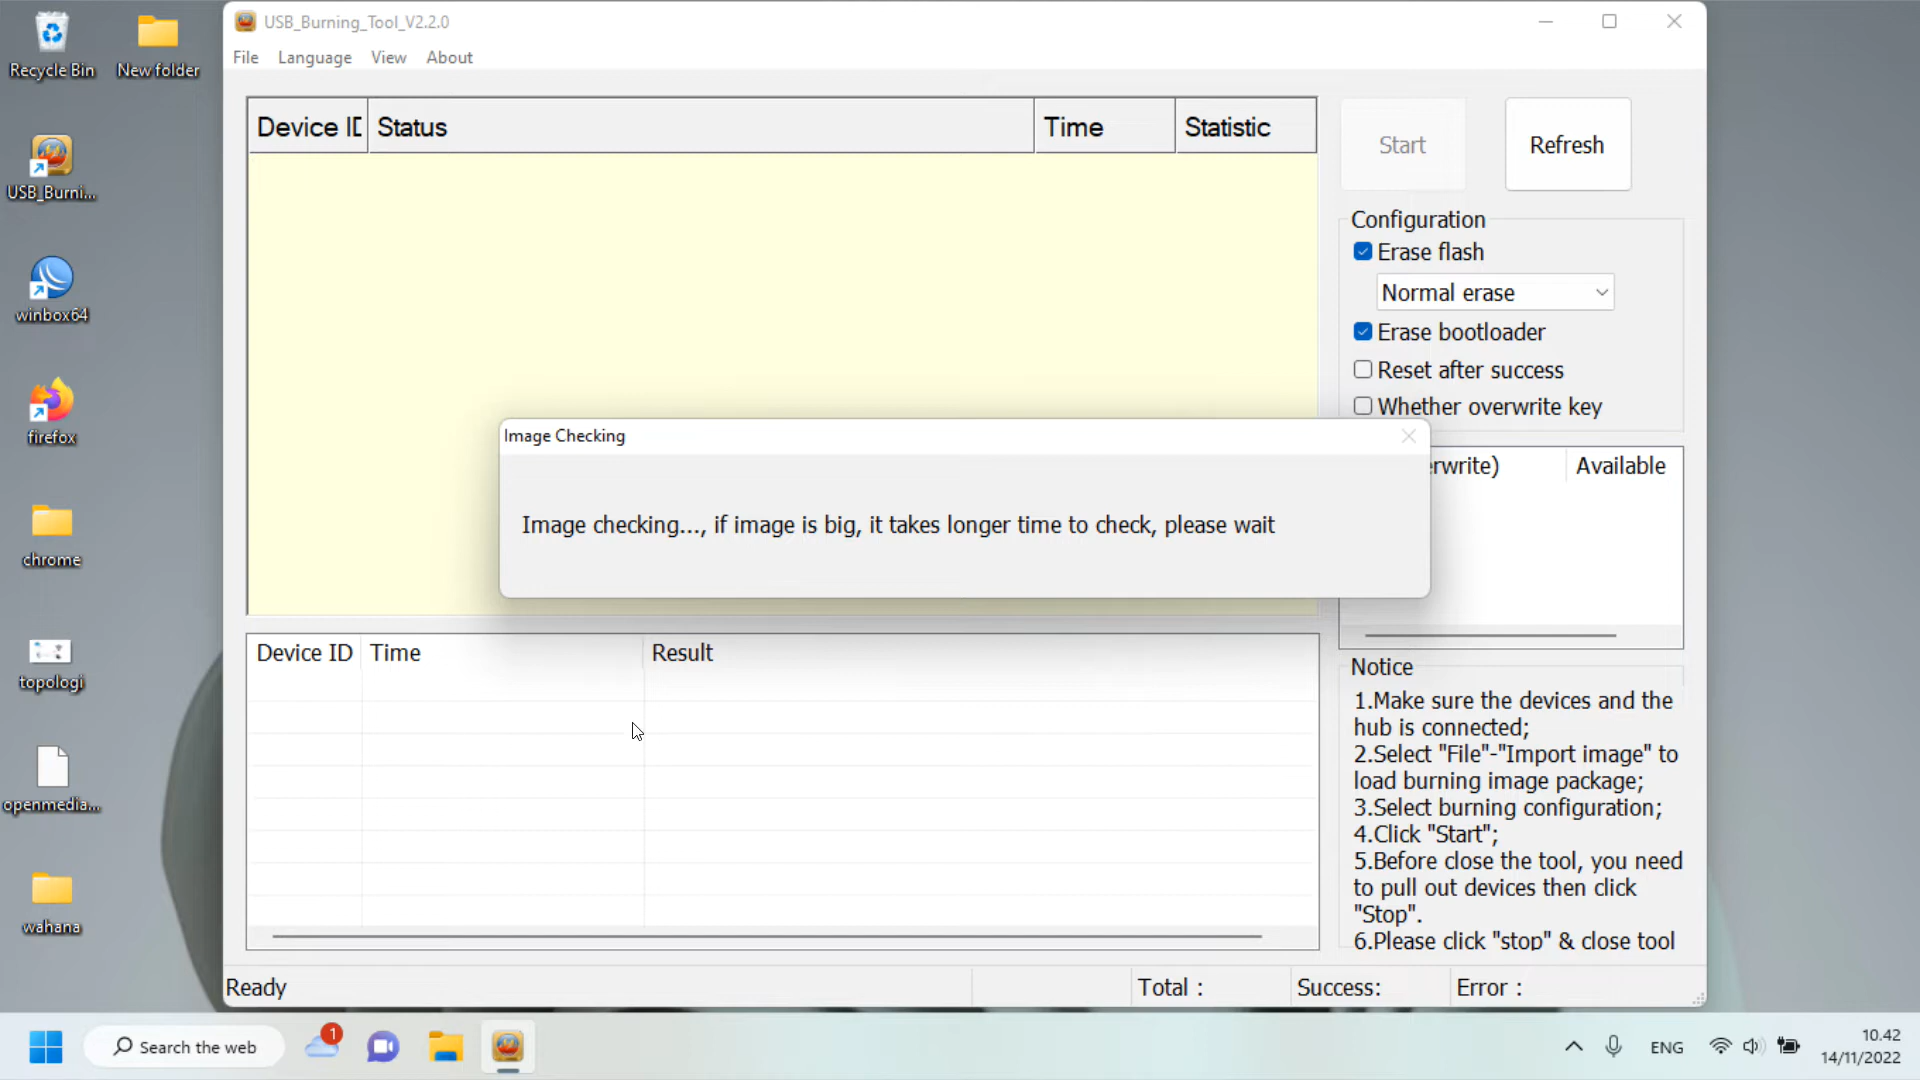 Recycle Bin
New folder
USB_Burni...
winbox64
firefox
chrome
topologi
openmedia...
wahana
USB_Burning_Tool_V2.2.0
File Language View About
Device ID Status Time Statistic
Start Refresh
Configuration
Erase flash
Normal erase
Erase bootloader
Reset after success
Whether overwrite key
Image Checking
Image checking..., if image is big, it takes longer time to check, please wait
erwrite) Available
Device ID Time Result
Notice
1.Make sure the devices and the
hub is connected;
2.Select "File"-"Import image" to
load burning image package;
3.Select burning configuration;
4.Click "Start";
5.Before close the tool, you need
to pull out devices then click
"Stop".
6.Please click "stop" & close tool
Ready Total : Success: Error :
Search the web
1
ENG
10.42
14/11/2022